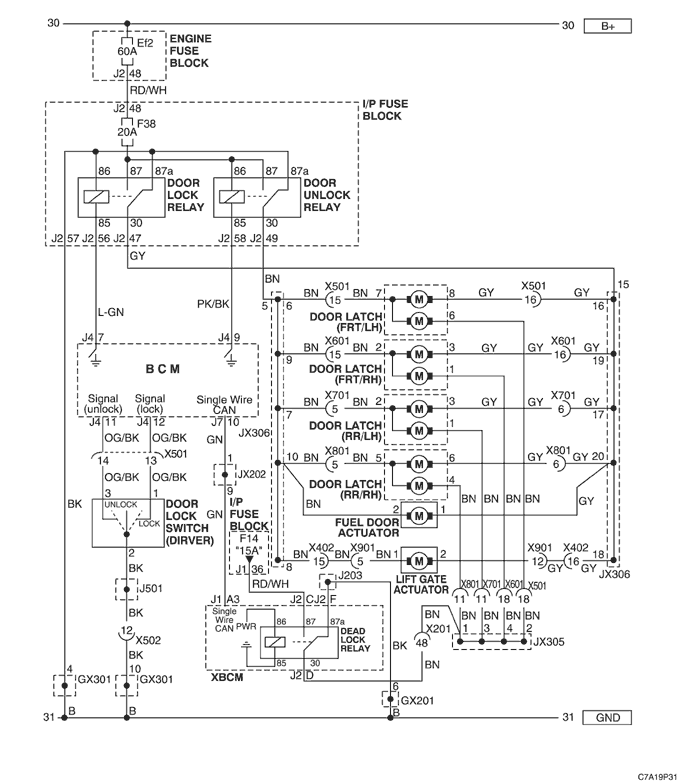 30
30 B+
Ef2
60A
ENGINE
FUSE
BLOCK
J2 48
RD/WH
J2 48
F38
20A
I/P FUSE
BLOCK
86 87 87a
86 87 87a
DOOR
LOCK
RELAY
DOOR
UNLOCK
RELAY
85 30
85 30
J2 57 J2 56 J2 47
J2 58 J2 49
GY
BN
L-GN
PK/BK
15
5 6 BN X501 BN 7 M 8 GY X501 GY 16
15 16
M 6
DOOR LATCH
(FRT/LH)
J4 7
J4 9
B C M
9 BN X601 BN 2 M 3 GY X601 GY 19
15 16
M 1
DOOR LATCH
(FRT/RH)
Signal
(unlock)
Signal
(lock)
Single Wire
CAN
J4 11 J4 12 J7 10
JX306
7 BN X701 BN 2 M 3 GY X701 GY 17
5 6
M 1
DOOR LATCH
(RR/LH)
OG/BK OG/BK
GN
X501
14 13
OG/BK OG/BK
1
JX202
9
10 BN X801 BN 5 M 6 GY X801 GY 20
5 6
M 4
DOOR LATCH
(RR/RH)
BN BN BN BN
BK
3 1
UNLOCK
LOCK
DOOR
LOCK
SWITCH
(DIRVER)
2
GN
I/P
FUSE
BLOCK
BN 2 M 1 GY
FUEL DOOR
ACTUATOR
F14
"15A"
J1 36
RD/WH
8 BN X402 BN X901 BN 1 M 2 X901 X402 18
15 5 12 GY 16 GY
LIFT GATE
ACTUATOR
JX306
BK
J501
BK
12 X502
BK
J203
X801 X701 X601 X501
11 11 18 18
BN BN BN BN
J1 A3 J2 C J2 F
Single
Wire
CAN
PWR
86 87 87a
DEAD
LOCK
RELAY
85 30
XBCM
J2 D
BK
BN
X201
48
BN
1 3 4 2
JX305
4
GX301
10
GX301
6
GX201
31 B B B
31 GND
C7A19P31